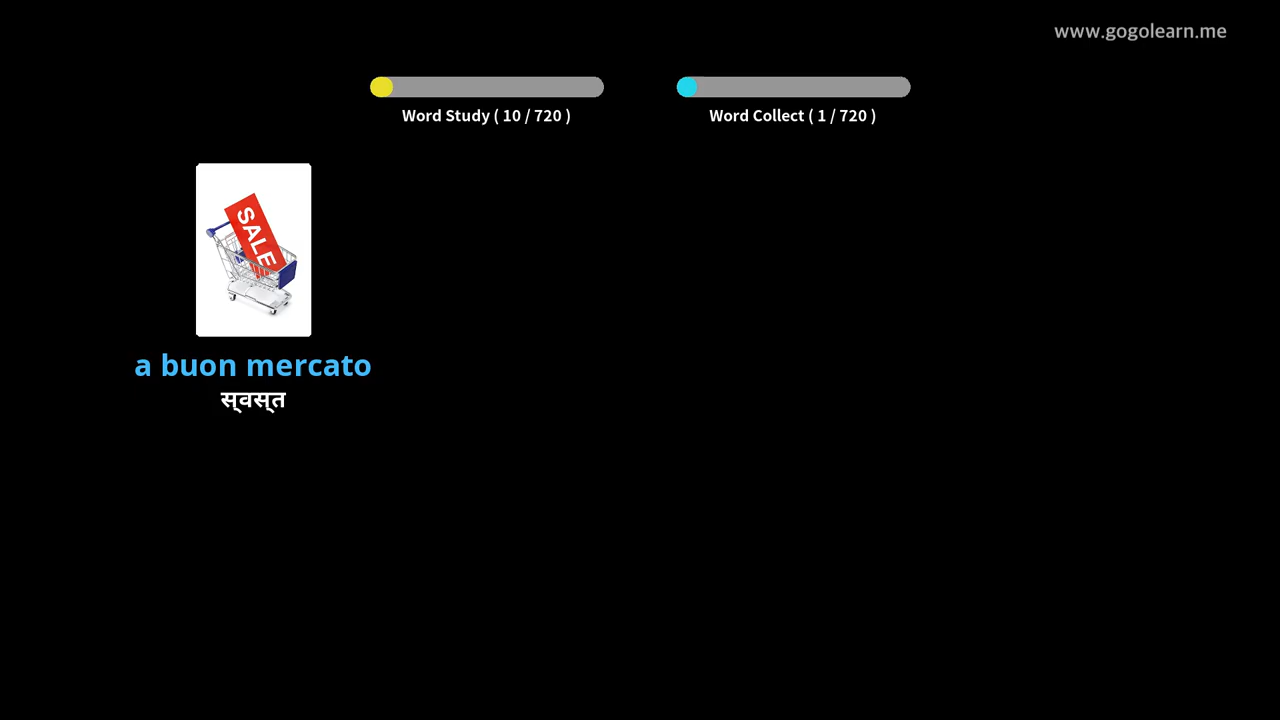 www.gogolearn.me
Word Study ( 10 / 720 )
Word Collect ( 1 / 720 )
SALE
a buon mercato
स्वस्त